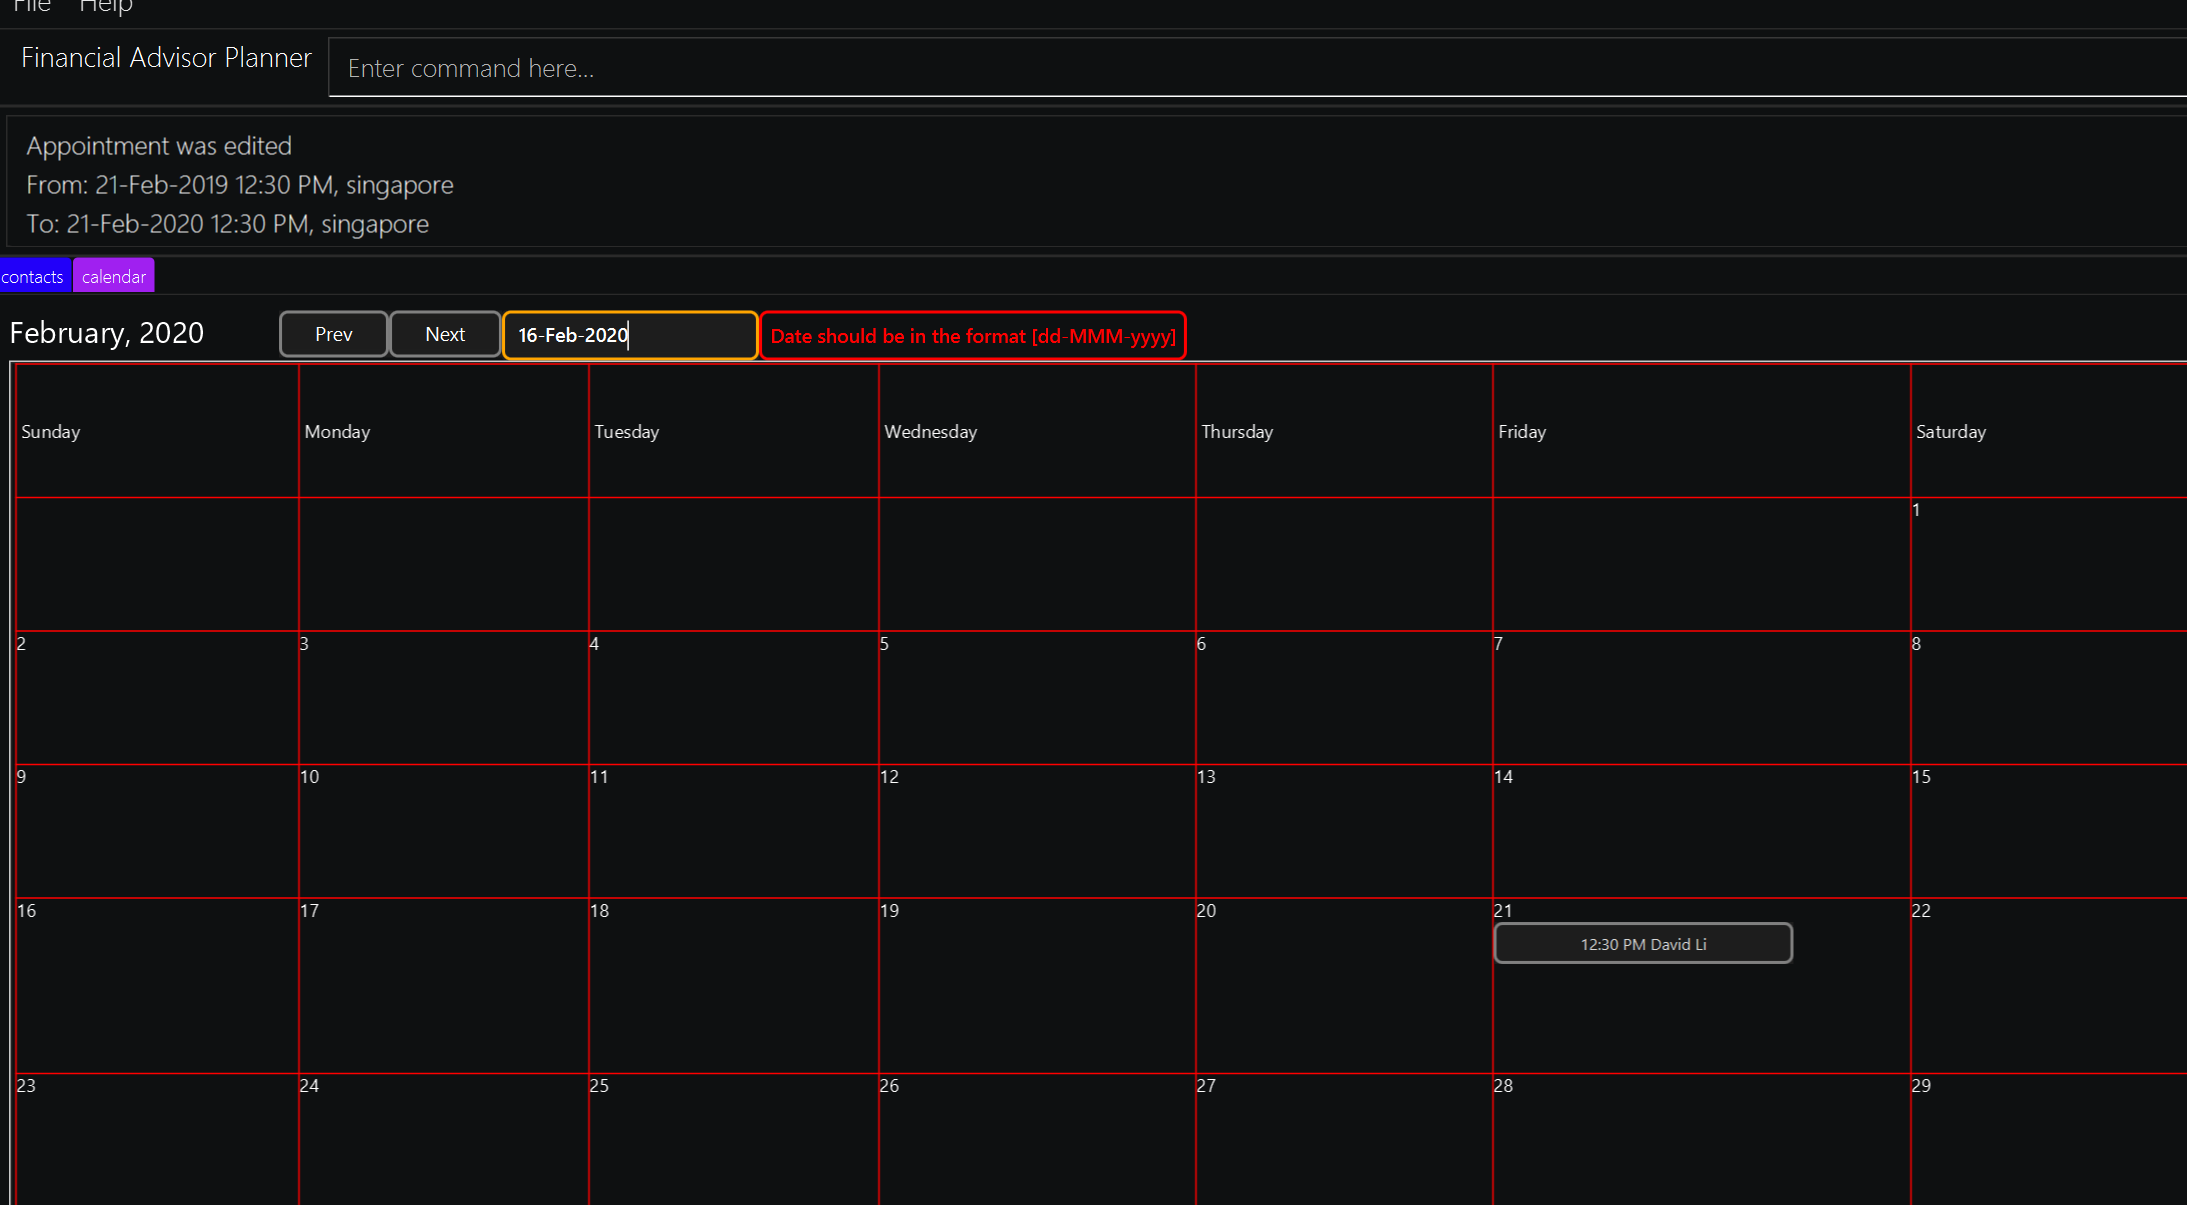 File Help
Financial Advisor Planner Enter command here...
Appointment was edited
From: 21-Feb-2019 12:30 PM, singapore
To: 21-Feb-2020 12:30 PM, singapore
contacts calendar
February, 2020 Prev Next 16-Feb-2020 Date should be in the format [dd-MMM-yyyy]
Sunday Monday Tuesday Wednesday Thursday Friday Saturday
1
2 3 4 5 6 7 8
9 10 11 12 13 14 15
16 17 18 19 20 21 22
12:30 PM David Li
23 24 25 26 27 28 29